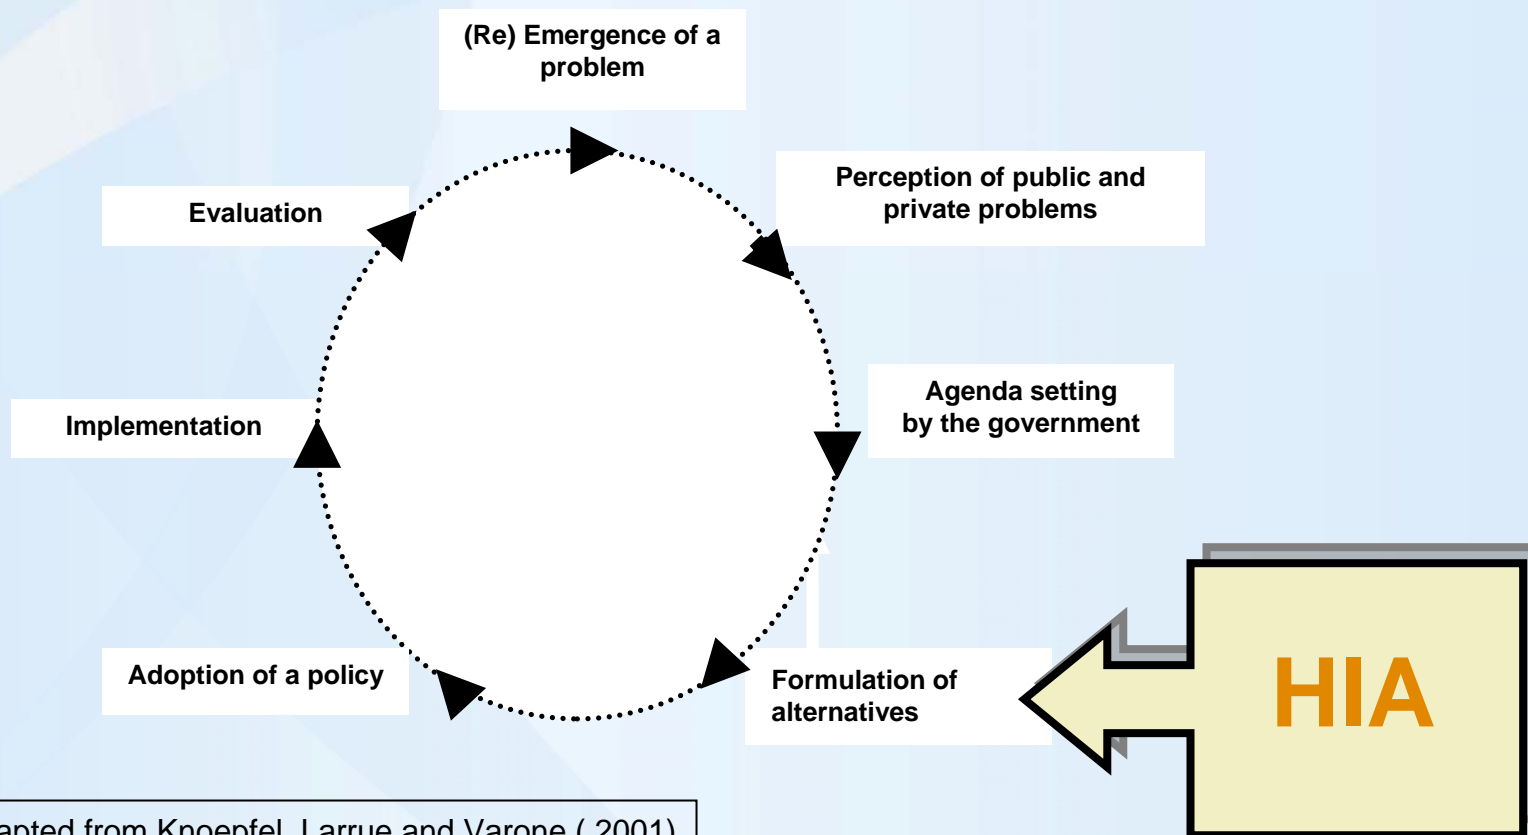 (Re) Emergence of a
problem
Perception of public and
private problems
Evaluation
Agenda setting
by the government
Implementation
HIA
Formulation of
alternatives
Adoption of a policy
from Knoepfel, Larrue and Varone ( 2001)